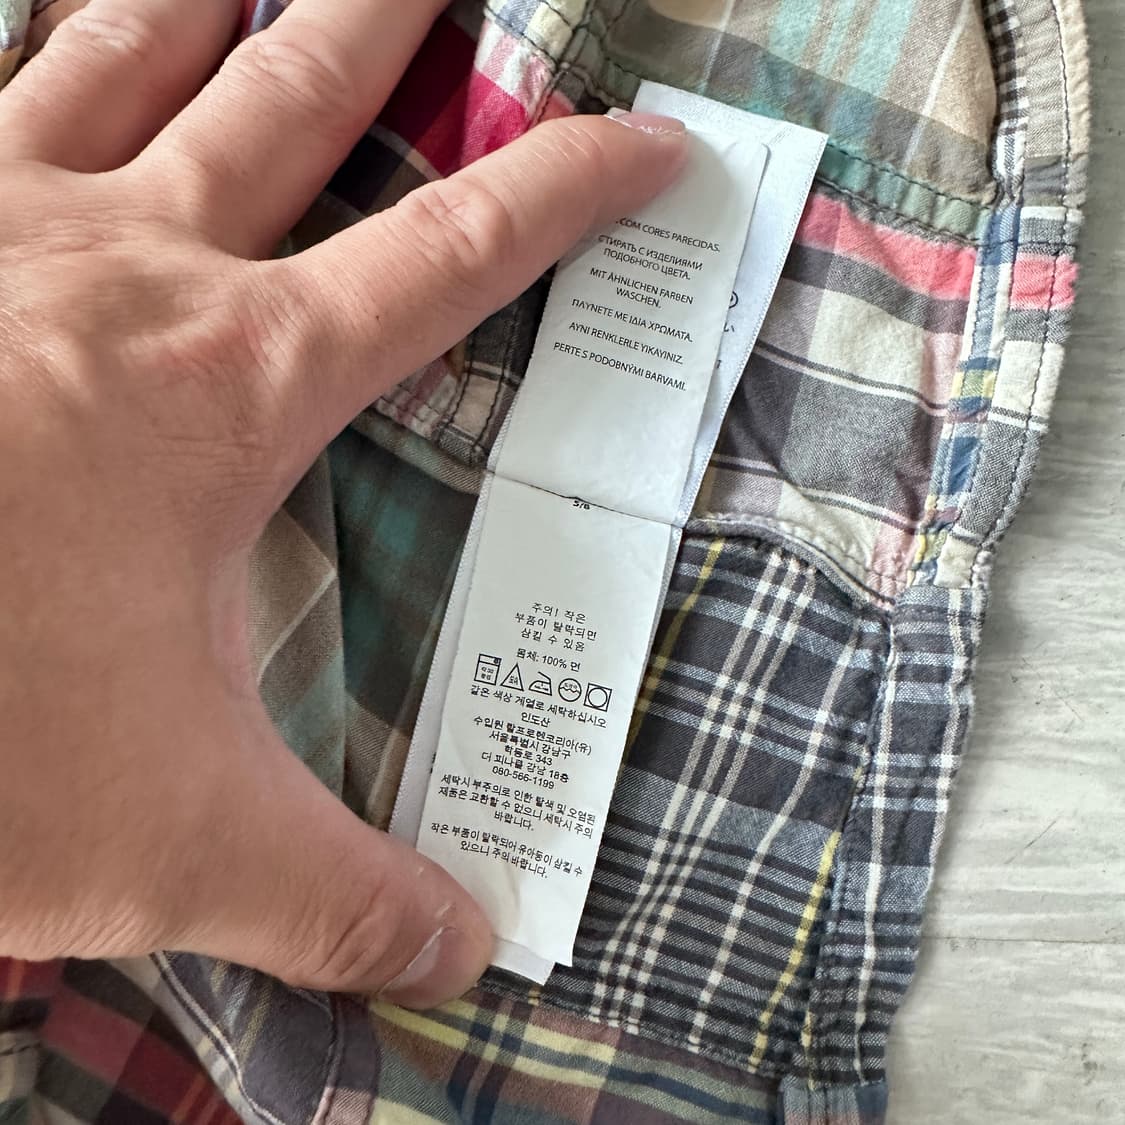 COM CORES PARECIDAS.
СТИРАТЬ С ИЗДЕЛИЯМИ
ПОДОБНОГО ЦВЕТА.
MIT ÄHNLICHEN FARBEN
WASCHEN.
ΠΛΥΝΕΤΕ ΜΕ ΙΔΙΑ ΧΡΩΜΑΤΑ.
AYNI RENKLERLE YIKAYINIZ.
PERTE S PODOBNÝMI BARVAMI.
5/6
주의! 작은
부품이 탈락되면
삼킬 수 있음
몸체: 100% 면
같은 색상 계열로 세탁하십시오
인도산
수입원 랄프로렌코리아(유)
서울특별시 강남구
학동로 343
더 피나클 강남 18층
080-566-1199
세탁시 부주의로 인한 탈색 및 오염된
제품은 교환할 수 없으니 세탁시 주의
바랍니다.
작은 부품이 탈락되어 유아동이 삼킬 수
있으니 주의 바랍니다.